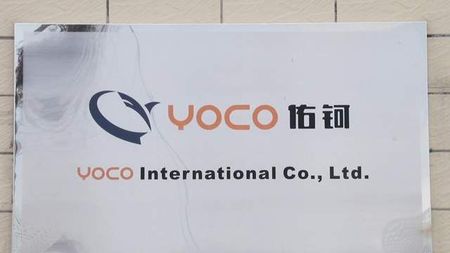 YOCO 佑钶
YOCO International Co., Ltd.